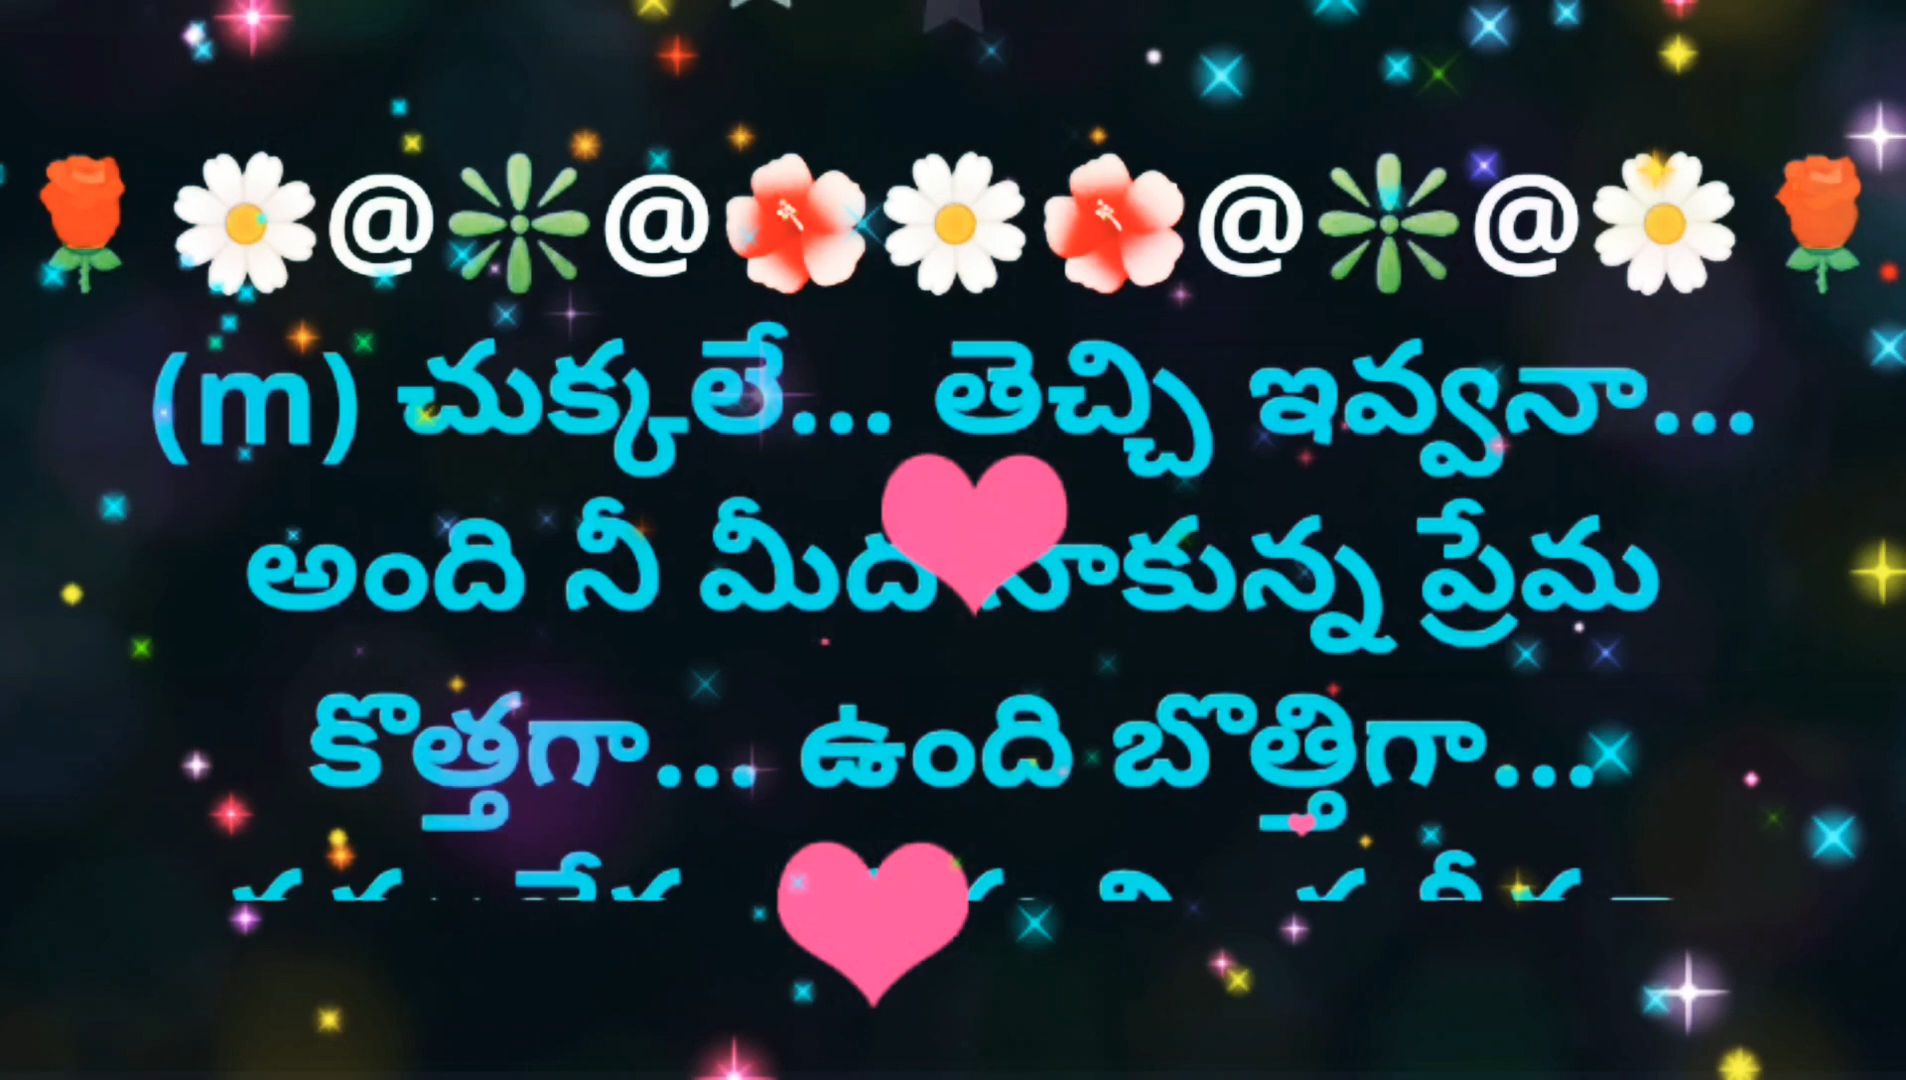 @ @ @ @
(m) చుక్కలే... తెచ్చి ఇవ్వనా...
అంది నీ మీద నాకున్న ప్రేమ
కొత్తగా... ఉంది బొత్తిగా...